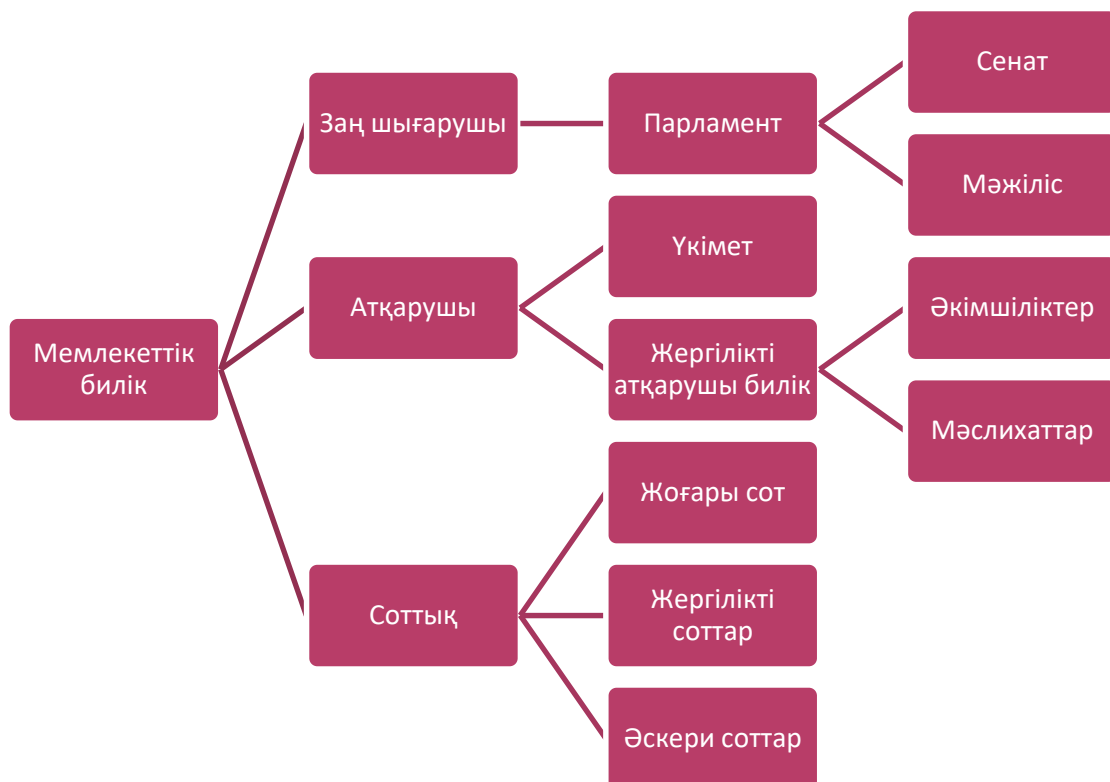 Мемлекеттік
билік
Заң шығарушы
Парламент
Сенат
Мәжіліс
Атқарушы
Үкімет
Жергілікті
атқарушы билік
Әкімшіліктер
Мәслихаттар
Соттық
Жоғары сот
Жергілікті
соттар
Әскери соттар